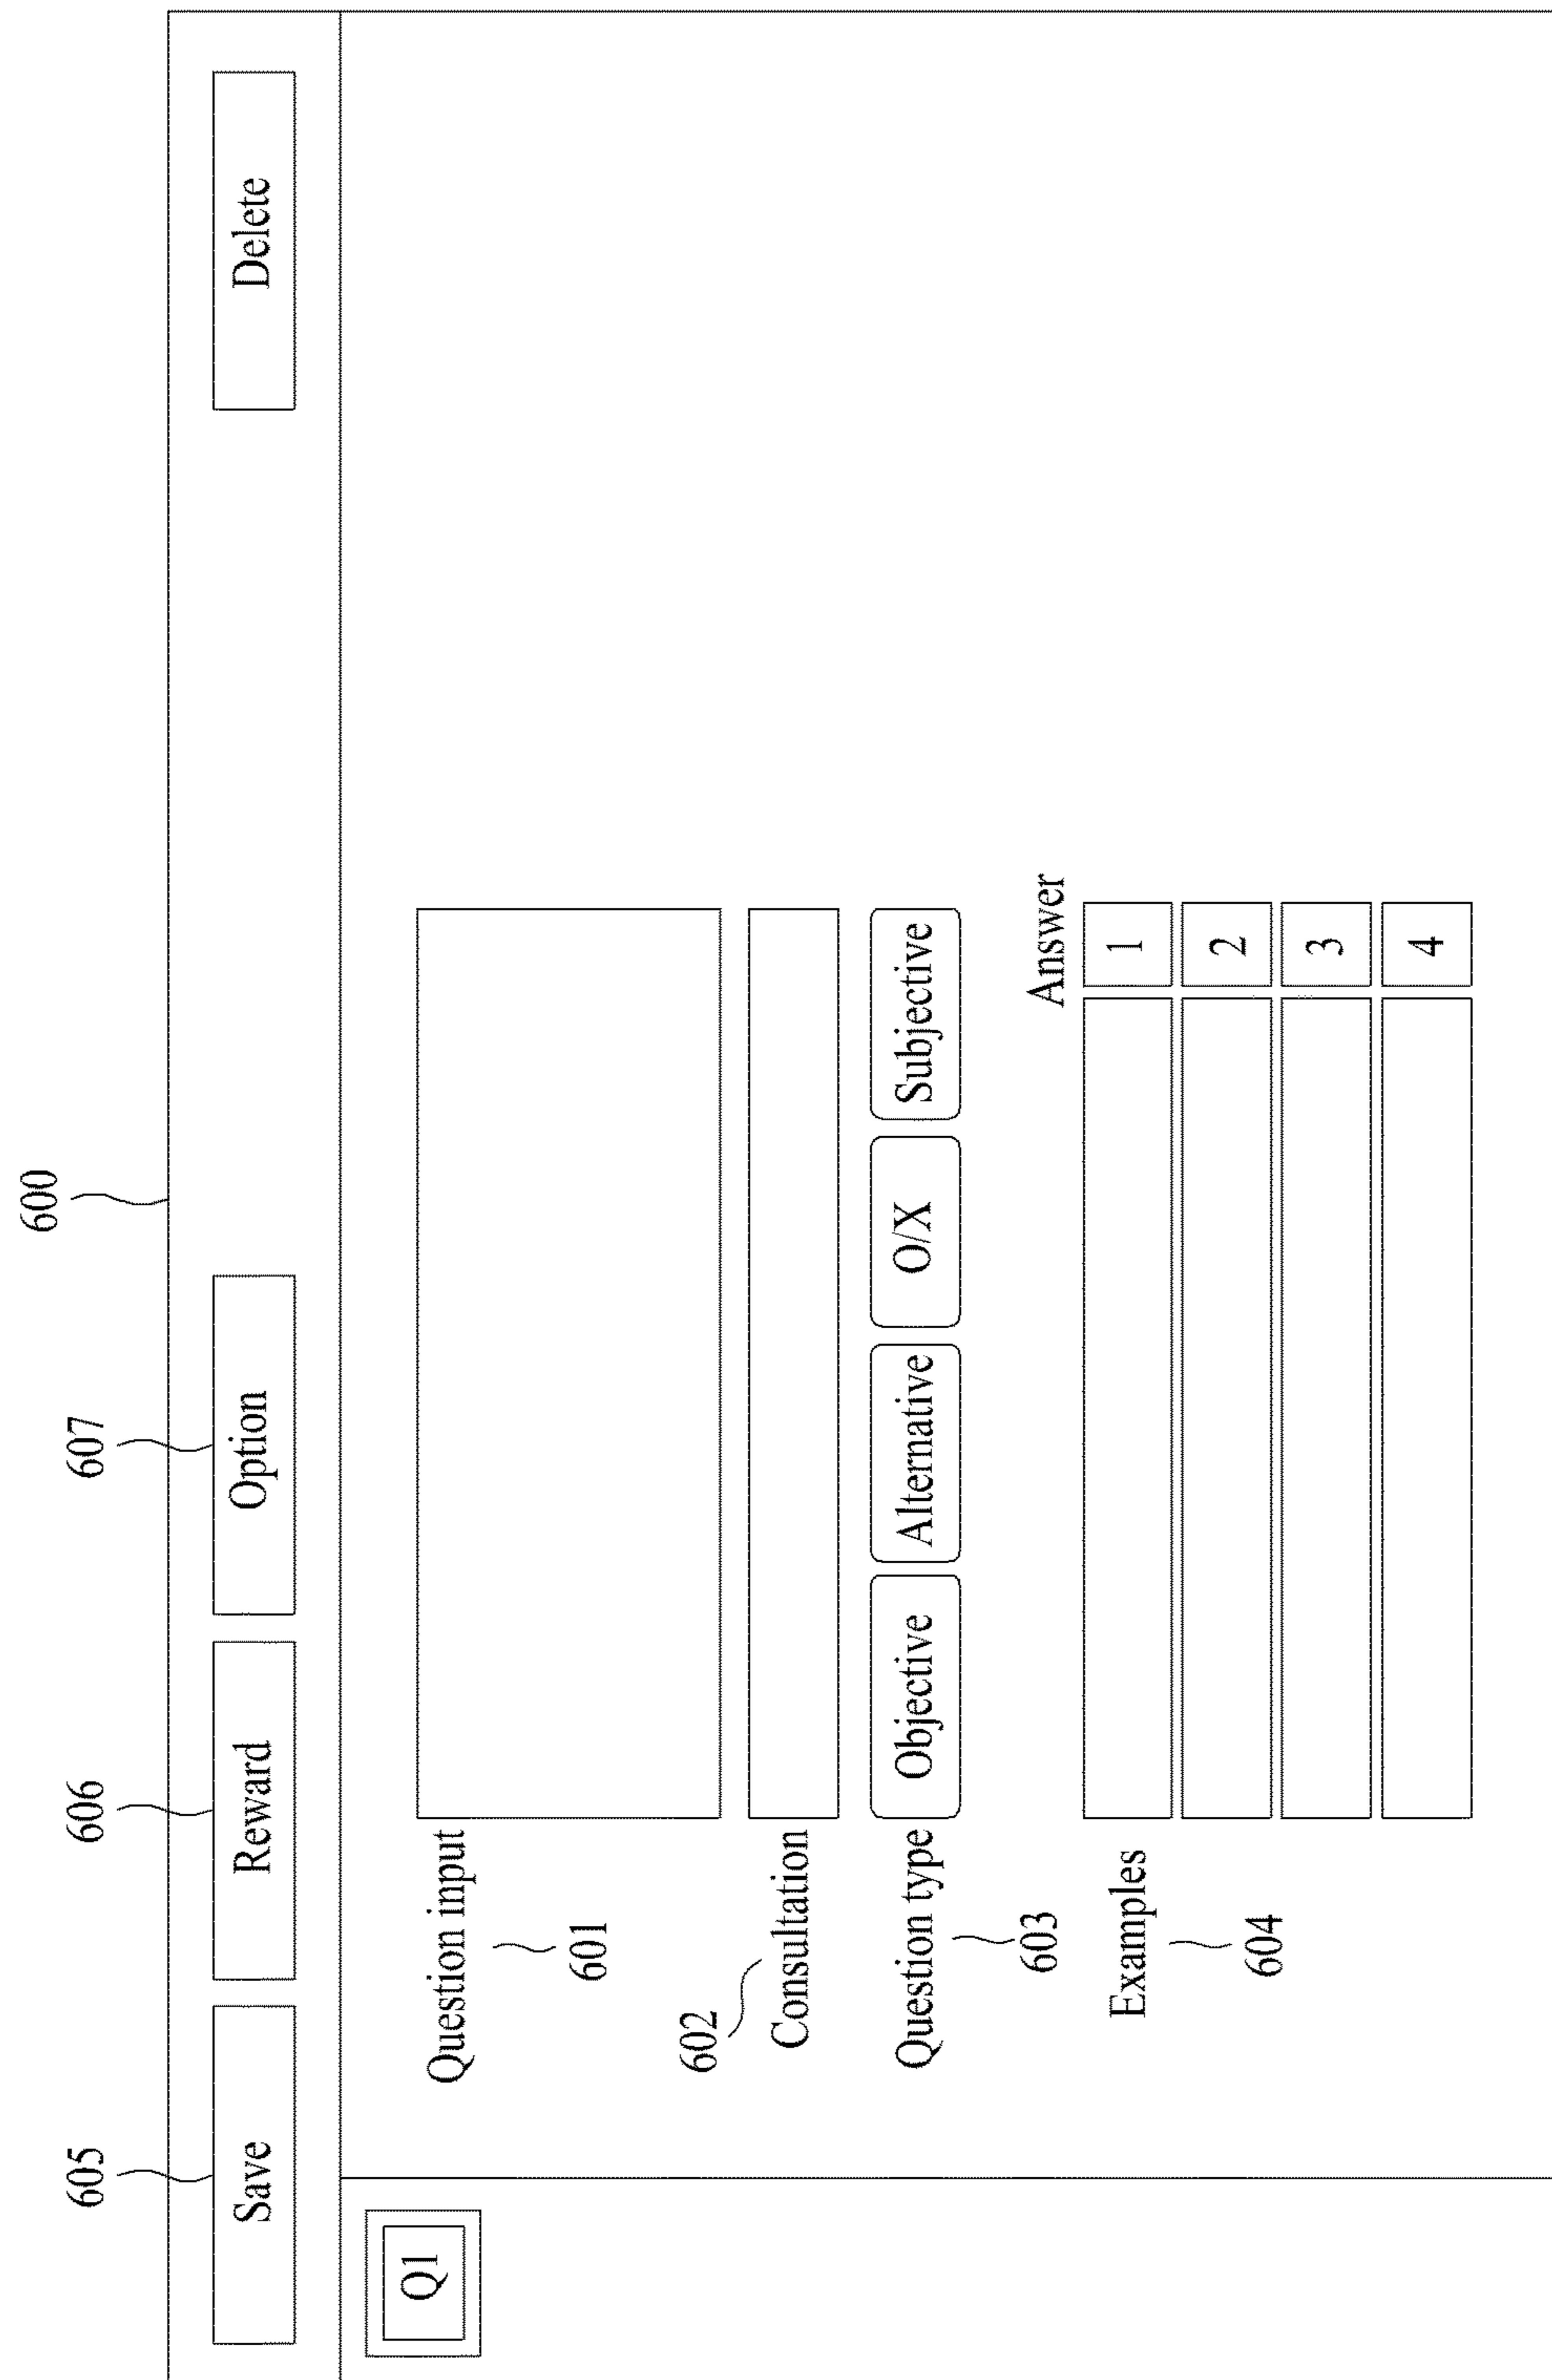 600
605
606
607
Save
Reward
Option
Delete
Q1
Question input
601
602
Consultation
Question type
Objective
Alternative
O/X
Subjective
603
Answer
Examples
604
1
2
3
4